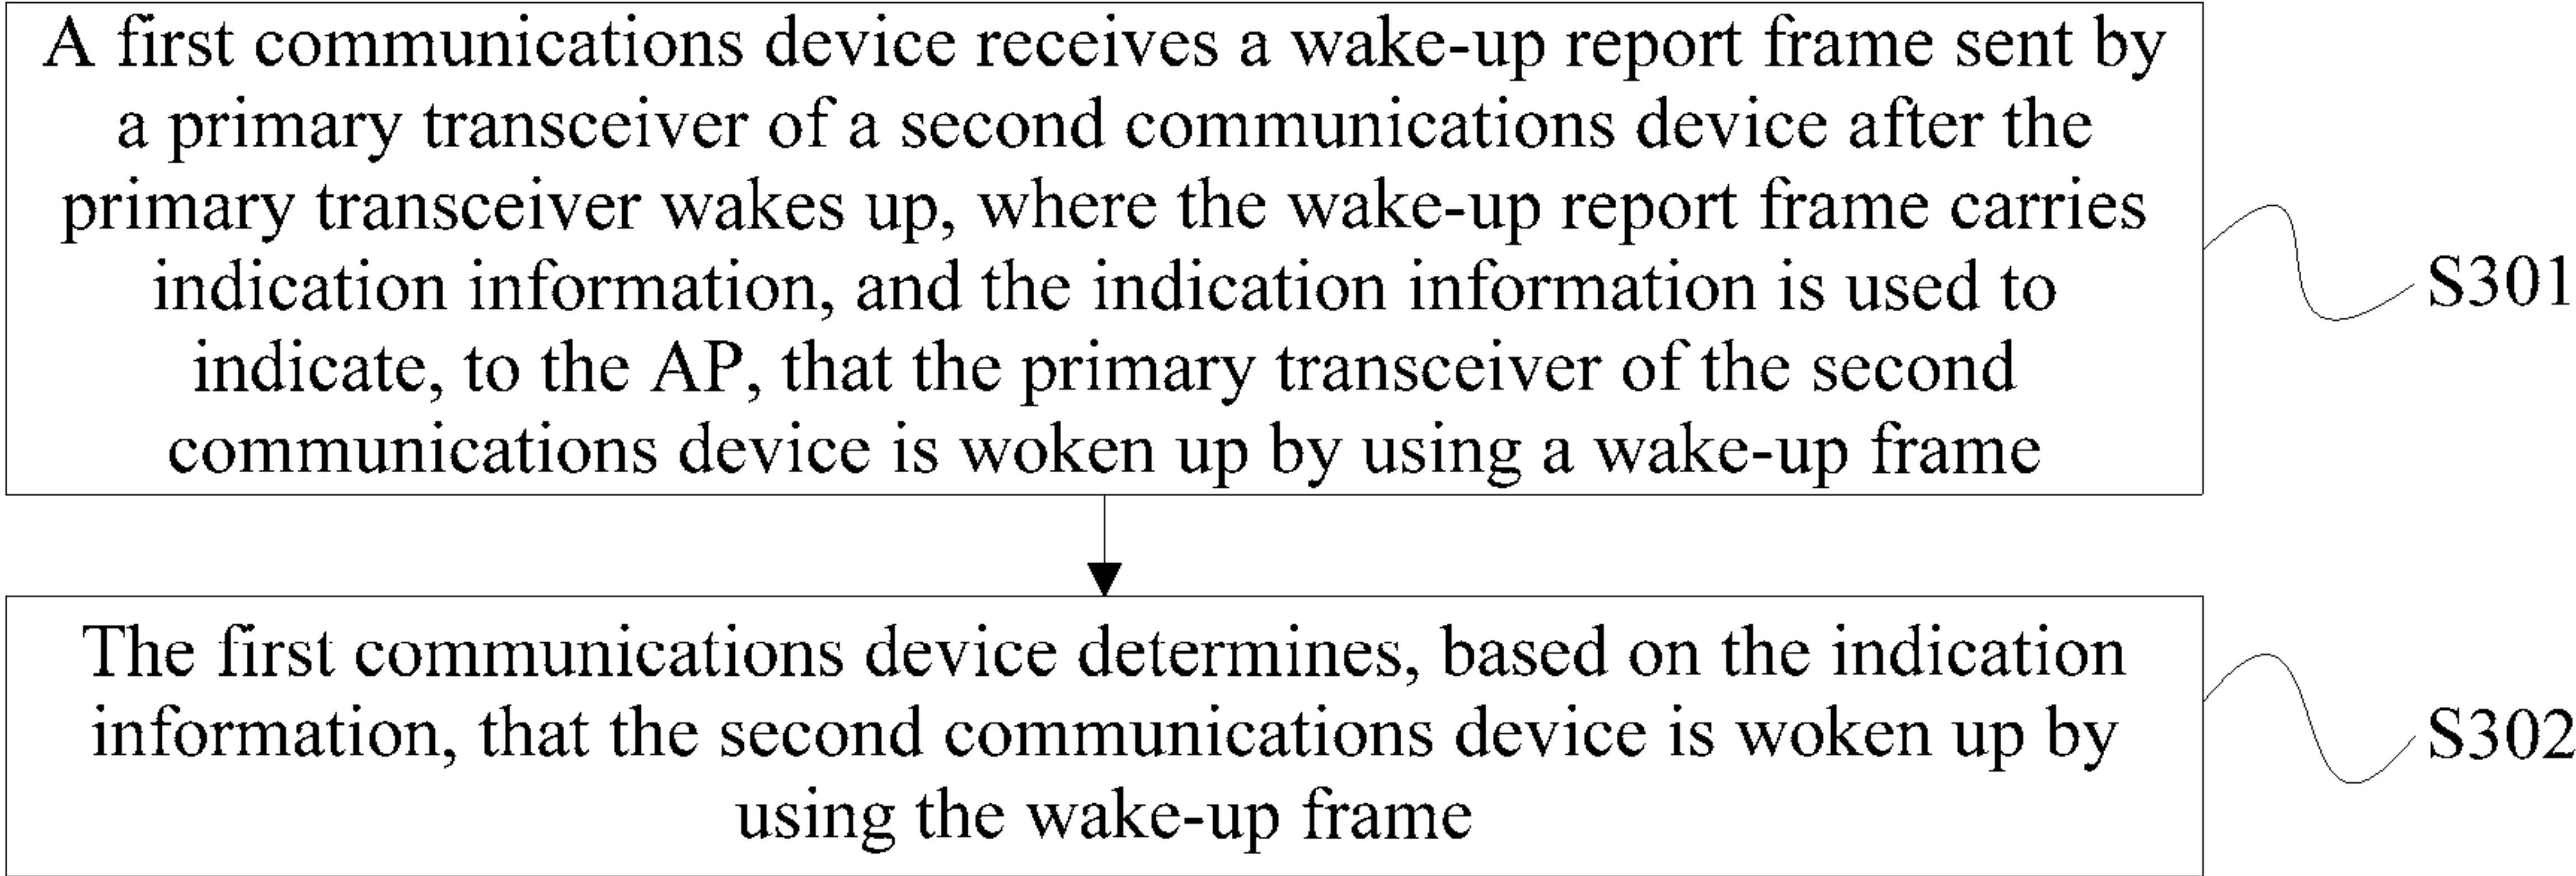 A first communications device receives a wake-up report frame sent by
a primary transceiver of a second communications device after the
primary transceiver wakes up, where the wake-up report frame carries
indication information, and the indication information is used to
indicate, to the AP, that the primary transceiver of the second
communications device is woken up by using a wake-up frame
S301
The first communications device determines, based on the indication
information, that the second communications device is woken up by
using the wake-up frame
S302